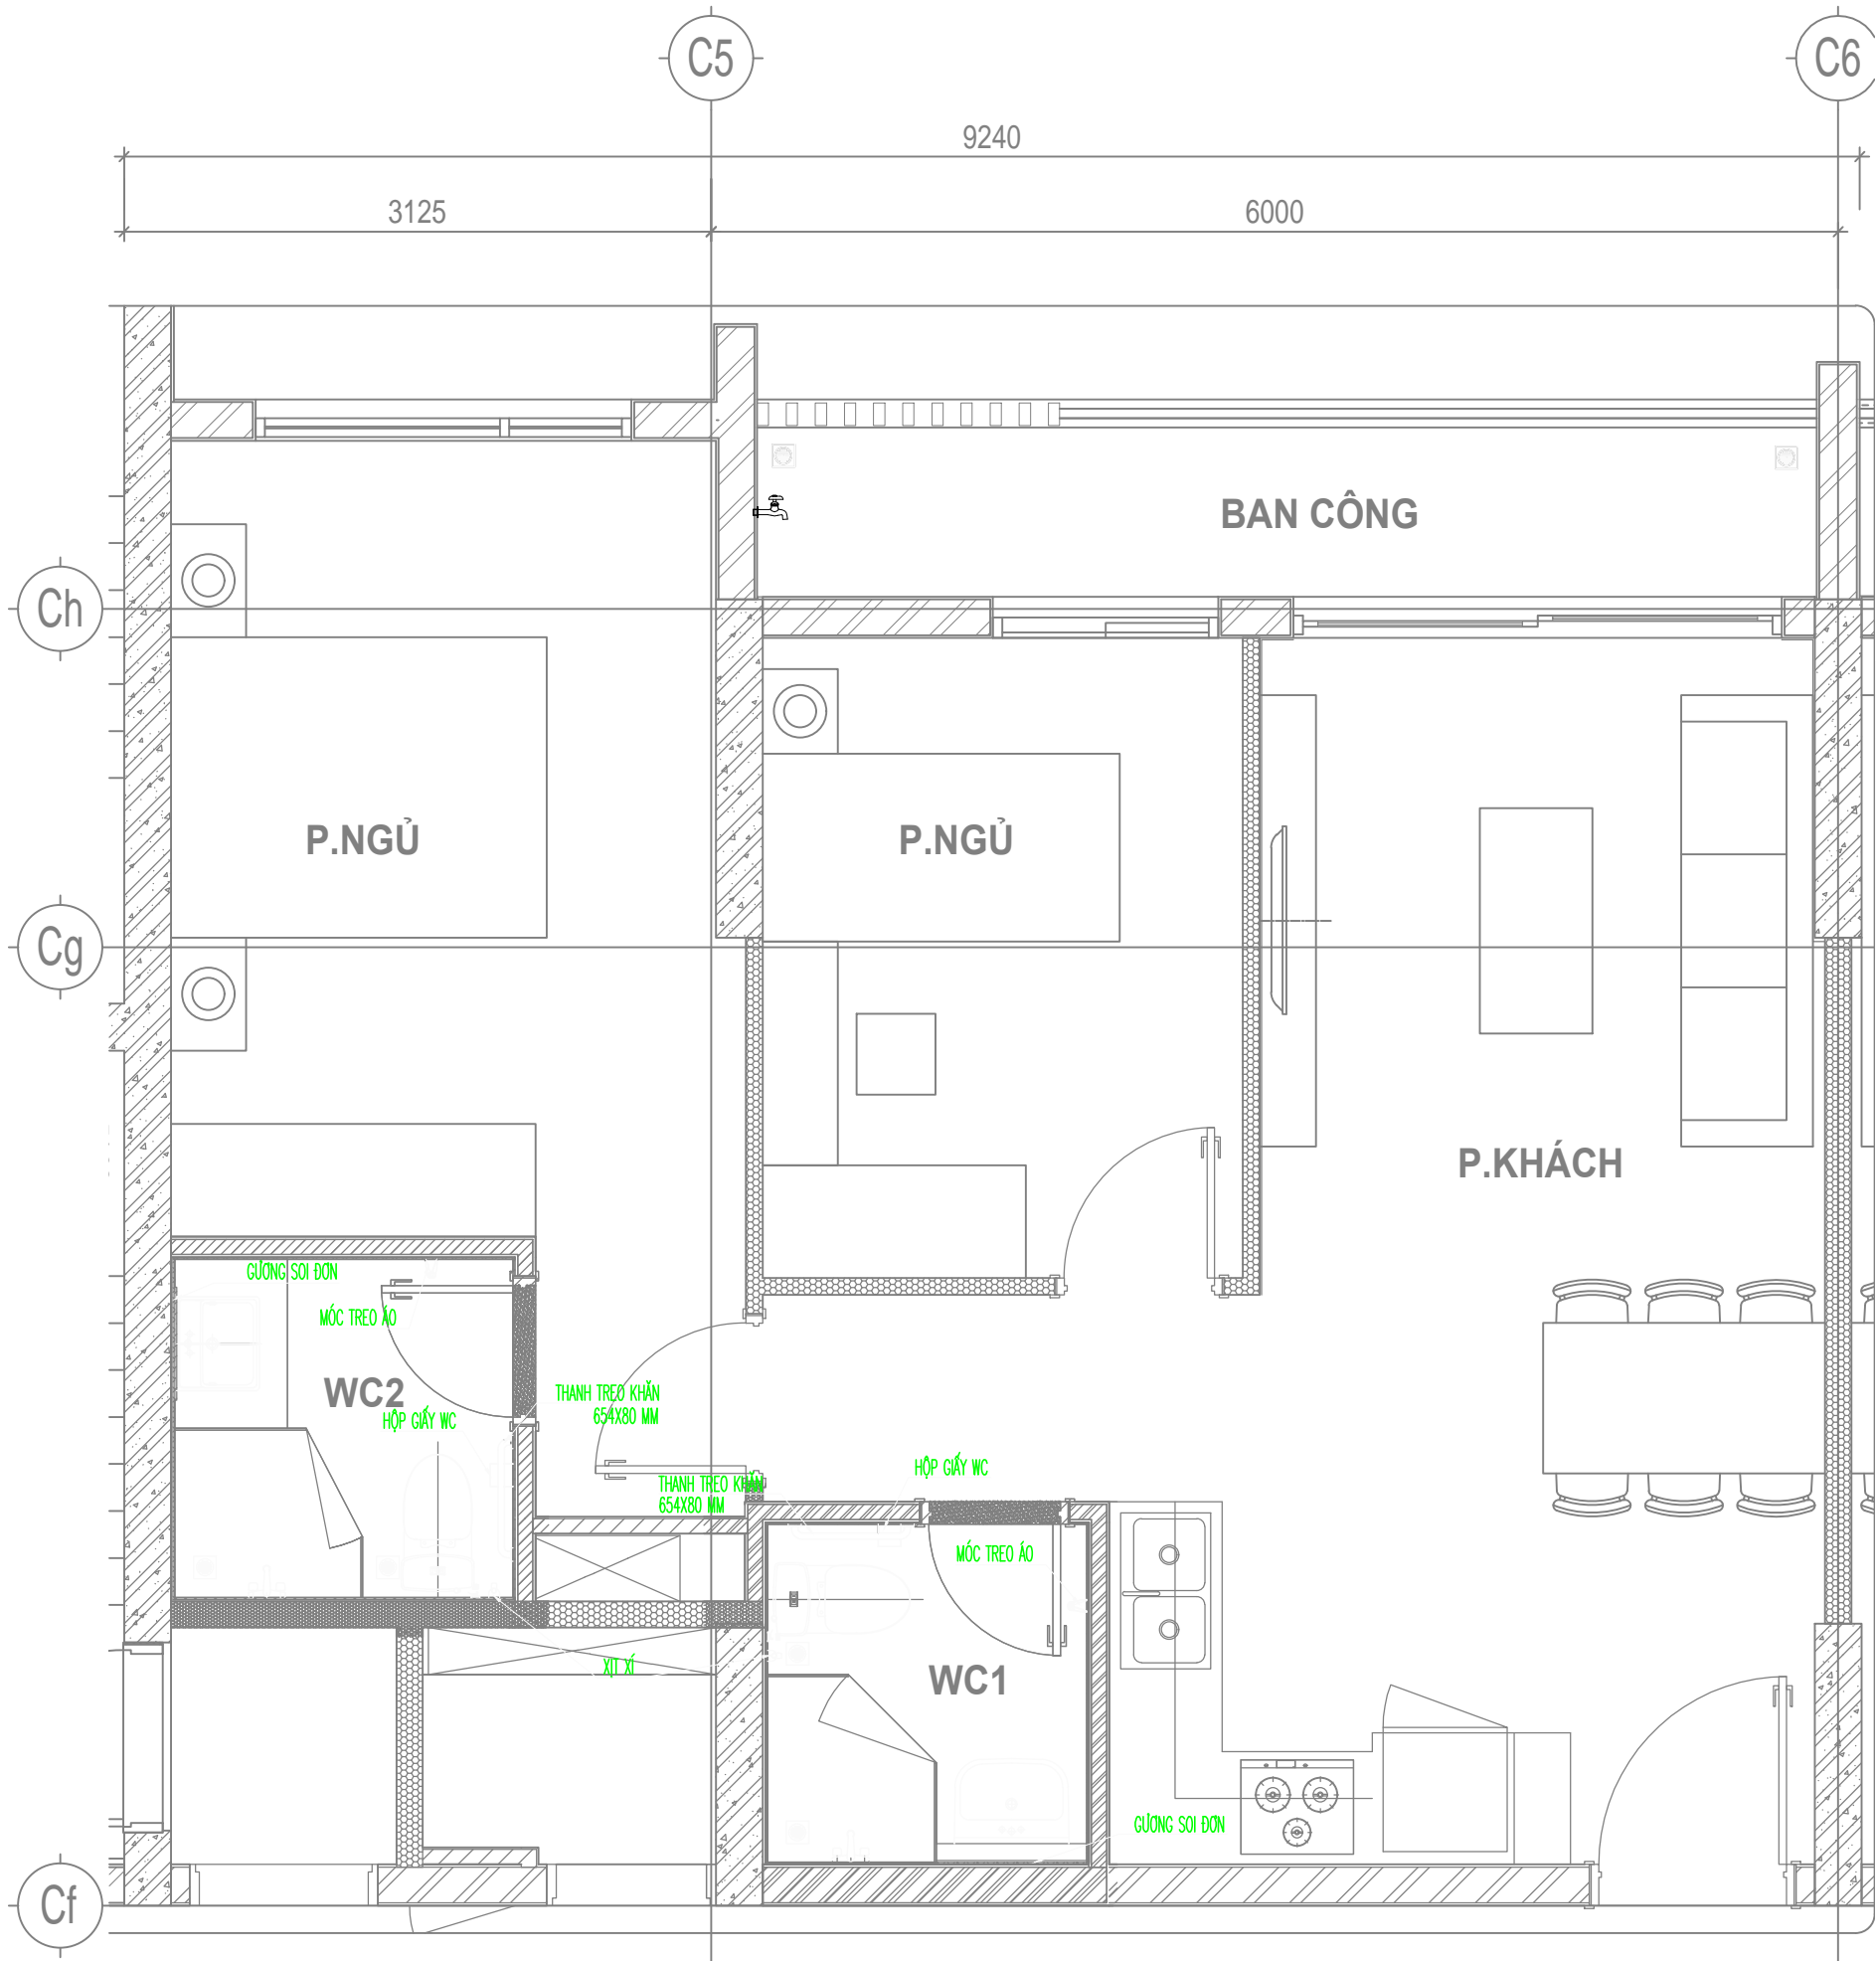 C5
C6
9240
3125
6000
BAN CÔNG
Ch
P.NGỦ
P.NGỦ
Cg
P.KHÁCH
GƯƠNG SOI ĐƠN
MÓC TREO ÁO
WC2
THANH TREO KHĂN
654X80 MM
HỘP GIẤY WC
HỘP GIẤY WC
THANH TREO KHĂN
654X80 MM
MÓC TREO ÁO
XỊT XÍ
WC1
GƯƠNG SOI ĐƠN
Cf